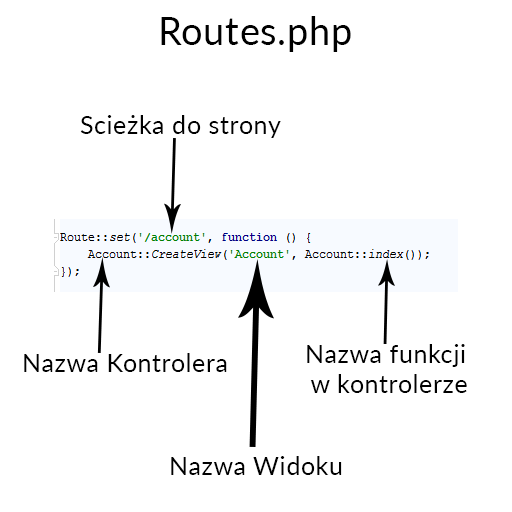 Routes.php
Scieżka do strony
Route::set('/account', function () {
Account::CreateView('Account', Account::index());
});
Nazwa Kontrolera
Nazwa funkcji
w kontrolerze
Nazwa Widoku